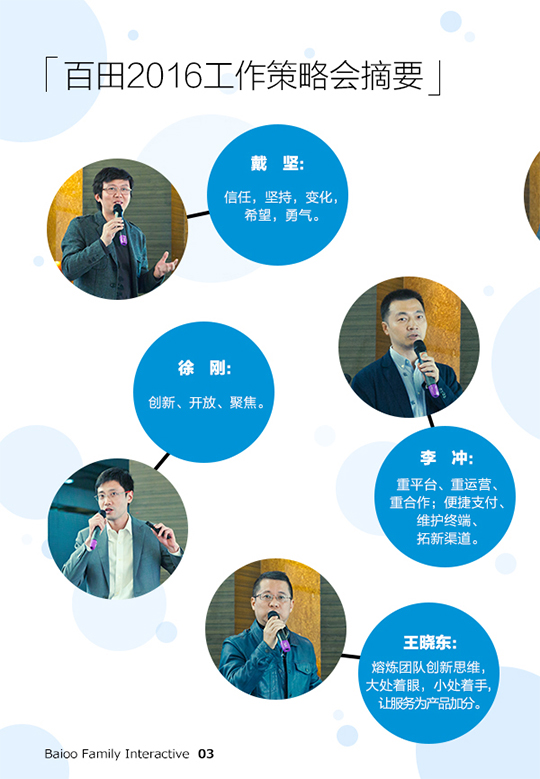 「百田2016工作策略会摘要」
戴 坚:
信任，坚持，变化，
希望，勇气。
徐 刚:
创新、开放、聚焦。
李 冲:
重平台、重运营、
重合作；便捷支付、
维护终端、
拓新渠道。
王晓东:
熔炼团队创新思维，
大处着眼，小处着手，
让服务为产品加分。
Baioo Family Interactive 03